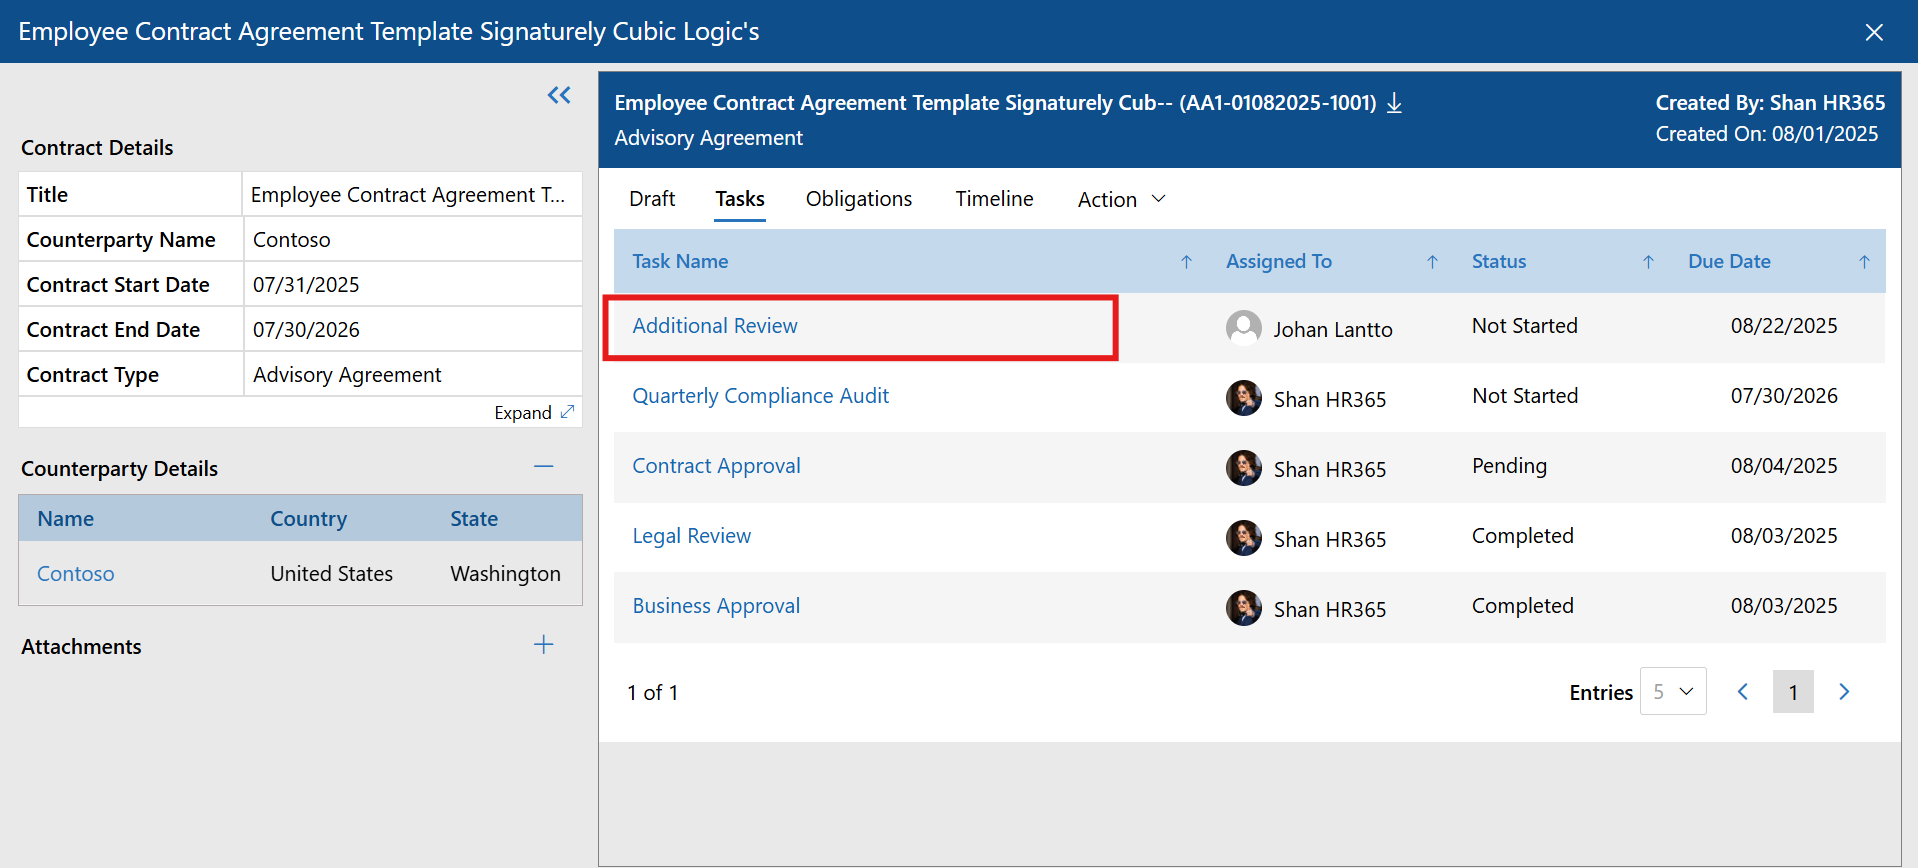 Employee Contract Agreement Template Signaturely Cubic Logic's
Contract Details
Title Employee Contract Agreement T...
Counterparty Name Contoso
Contract Start Date 07/31/2025
Contract End Date 07/30/2026
Contract Type Advisory Agreement
Expand
Counterparty Details
Name Country State
Contoso United States Washington
Attachments
Employee Contract Agreement Template Signaturely Cub-- (AA1-01082025-1001)
Advisory Agreement
Created By: Shan HR365
Created On: 08/01/2025
Draft Tasks Obligations Timeline Action
Task Name Assigned To Status Due Date
Additional Review Johan Lantto Not Started 08/22/2025
Quarterly Compliance Audit Shan HR365 Not Started 07/30/2026
Contract Approval Shan HR365 Pending 08/04/2025
Legal Review Shan HR365 Completed 08/03/2025
Business Approval Shan HR365 Completed 08/03/2025
1 of 1 Entries 5 1